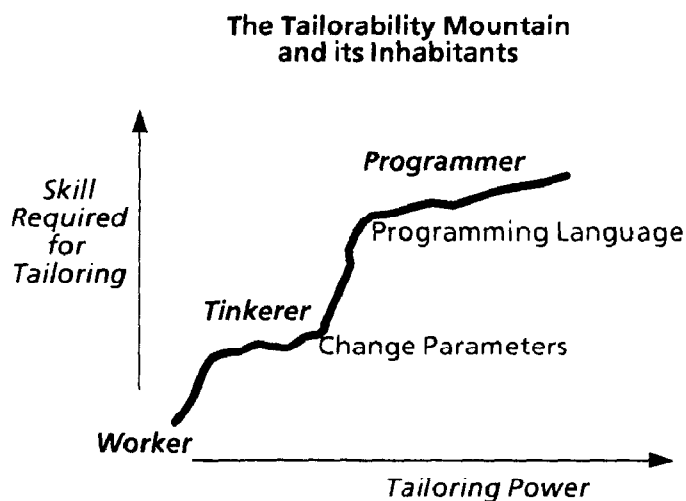 The Tailorability Mountain
and its Inhabitants
Programmer
Skill
Required
for
Tailoring
Programming Language
Tinkerer
Change Parameters
Worker
Tailoring Power